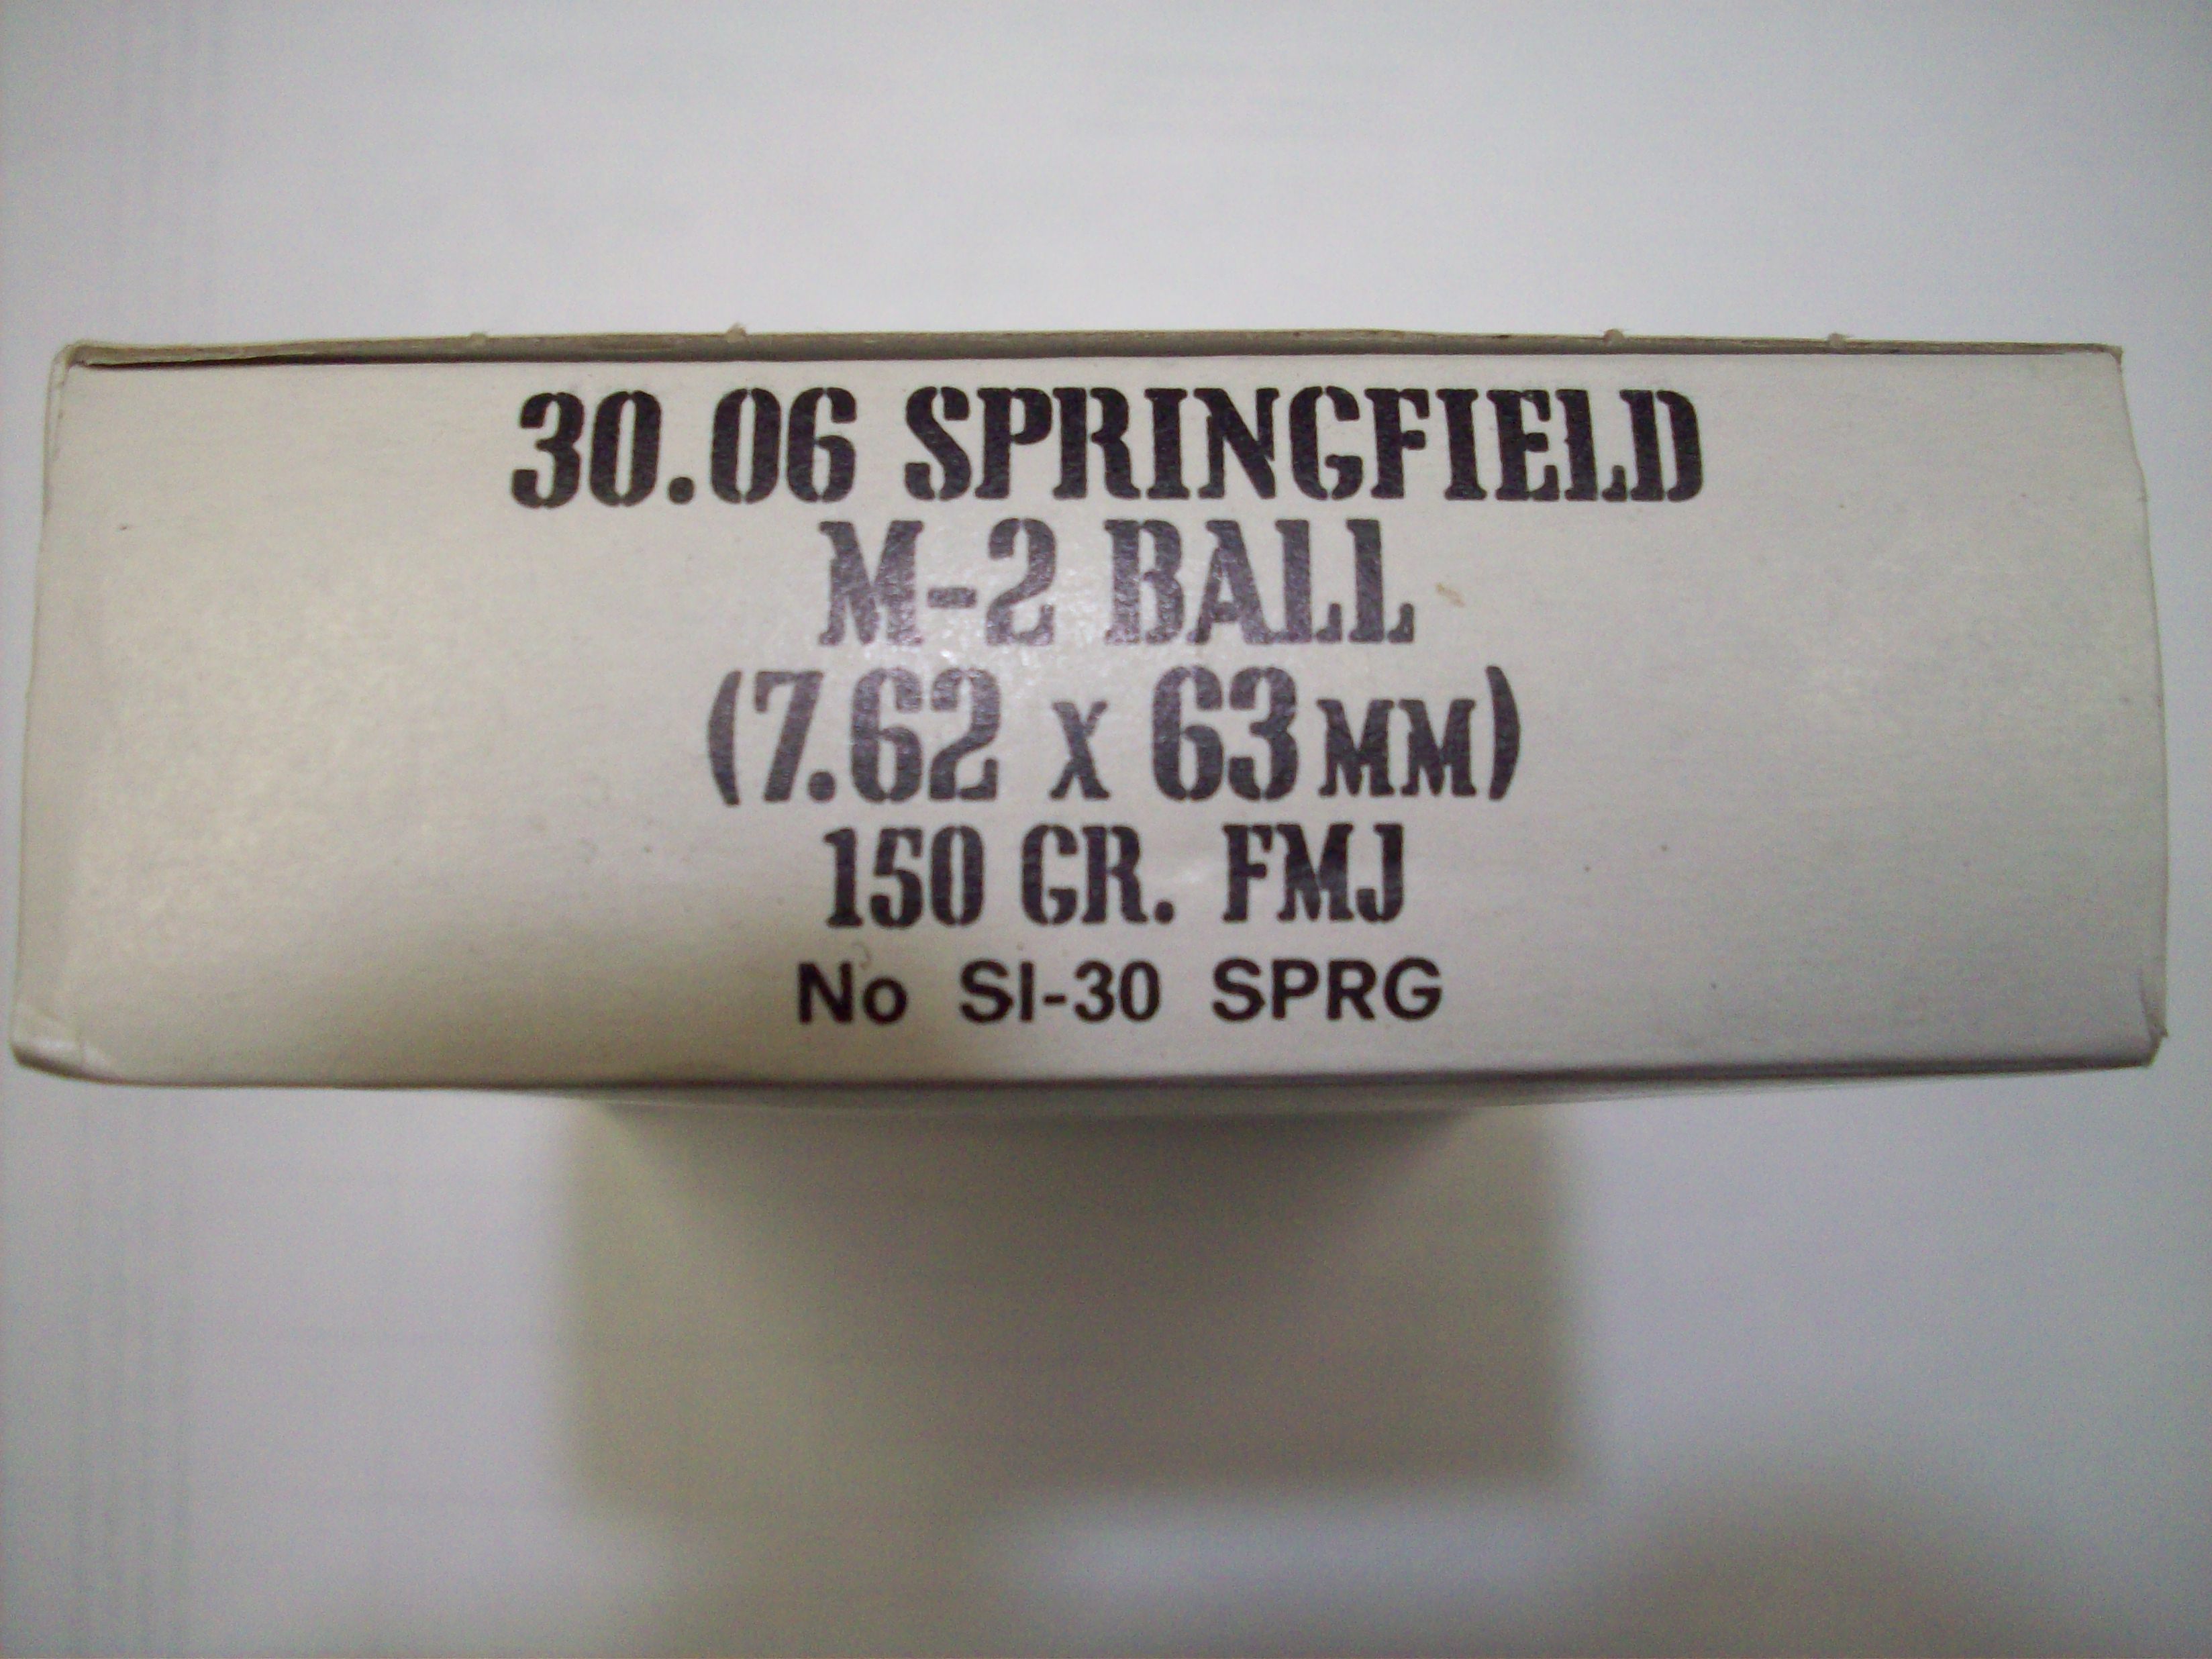 30.06 SPRINGFIELD
M-2 BALL
(7.62 x 63MM)
150 GR. FMJ
No SI-30 SPRG